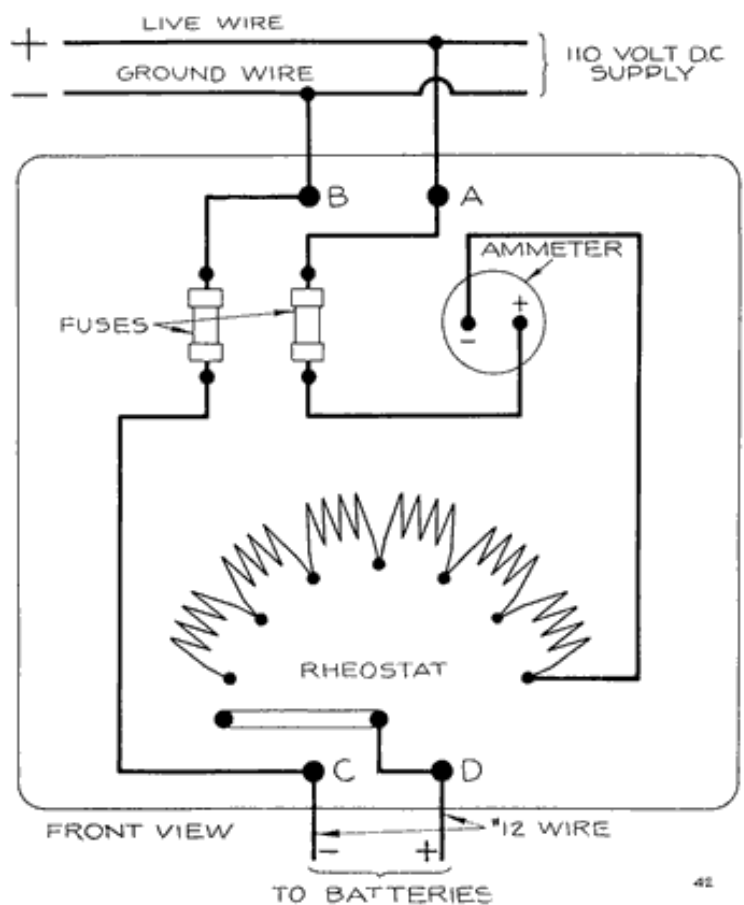 + LIVE WIRE
- GROUND WIRE
110 VOLT D.C.
SUPPLY
B A
AMMETER
- +
FUSES
RHEOSTAT
C D
FRONT VIEW
#12 WIRE
- +
TO BATTERIES
42